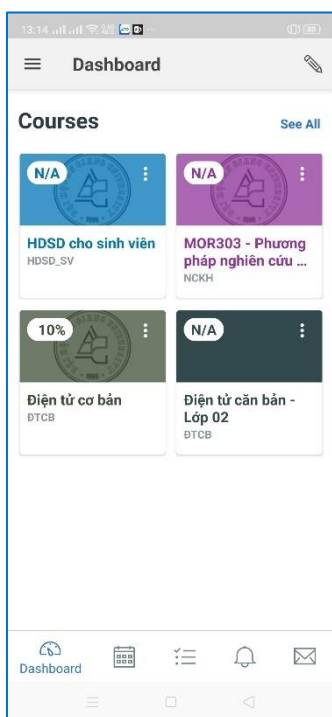 13:14
Dashboard
Courses
See All
N/A
HDSD cho sinh viên
HDSD_SV
N/A
MOR303 - Phương
pháp nghiên cứu ...
NCKH
10%
Điện tử cơ bản
ĐTCB
N/A
Điện tử căn bản -
Lớp 02
ĐTCB
Dashboard